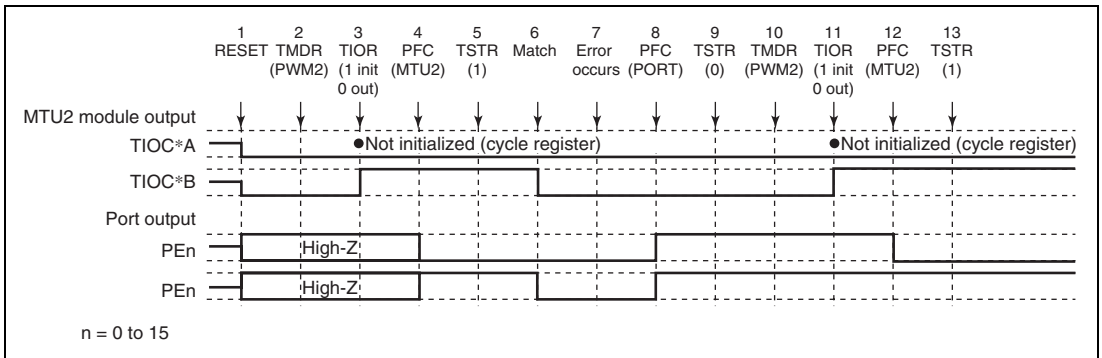 1 2 3 4 5 6 7 8 9 10 11 12 13
RESET TMDR TIOR PFC TSTR Match Error PFC TSTR TMDR TIOR PFC TSTR
(PWM2) (1 init (MTU2) (1) occurs (PORT) (0) (PWM2) (1 init (MTU2) (1)
0 out) 0 out)
MTU2 module output
TIOC*A ●Not initialized (cycle register) ●Not initialized (cycle register)
TIOC*B
Port output
PEn High-Z
PEn High-Z
n = 0 to 15